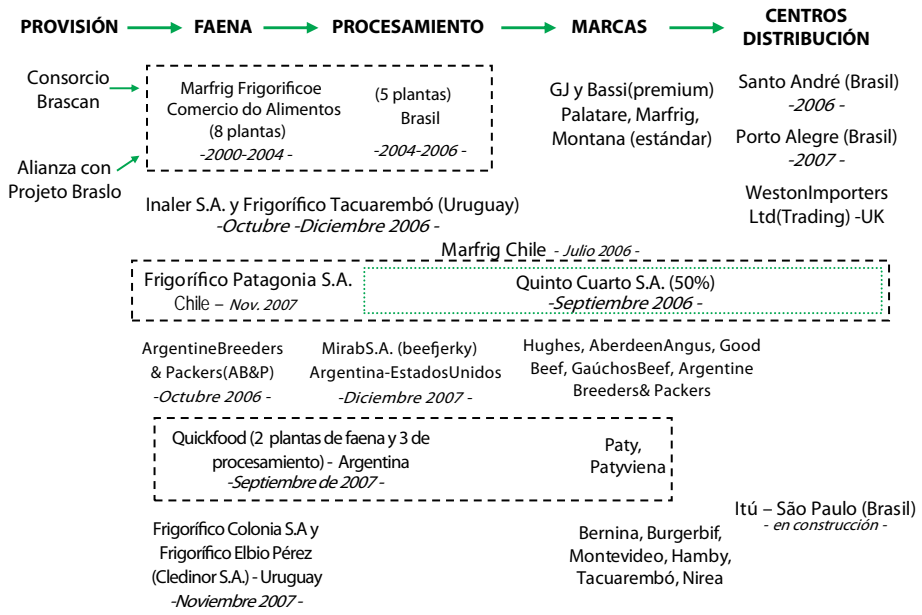 PROVISIÓN
FAENA
PROCESAMIENTO
MARCAS
CENTROS
DISTRIBUCIÓN
Consorcio
Brascan
Alianza con
Projeto Braslo
Marfrig Frigorificoe
Comercio do Alimentos
(8 plantas)
-2000-2004 -
(5 plantas)
Brasil
-2004-2006 -
GJ y Bassi(premium)
Palatare, Marfrig,
Montana (estándar)
Santo André (Brasil)
-2006 -
Porto Alegre (Brasil)
-2007 -
WestonImporters
Ltd(Trading) -UK
Inaler S.A. y Frigorífico Tacuarembó (Uruguay)
-Octubre -Diciembre 2006 -
Marfrig Chile - Julio 2006 -
Frigorífico Patagonia S.A.
Chile – Nov. 2007
Quinto Cuarto S.A. (50%)
-Septiembre 2006 -
ArgentineBreeders
& Packers(AB&P)
-Octubre 2006 -
MirabS.A. (beefjerky)
Argentina-EstadosUnidos
-Diciembre 2007 -
Hughes, AberdeenAngus, Good
Beef, GaúchosBeef, Argentine
Breeders& Packers
Quickfood (2 plantas de faena y 3 de
procesamiento) - Argentina
-Septiembre de 2007 -
Paty,
Patyviena
Itú – São Paulo (Brasil)
- en construcción -
Frigorífico Colonia S.A y
Frigorífico Elbio Pérez
(Cledinor S.A.) - Uruguay
-Noviembre 2007 -
Bernina, Burgerbif,
Montevideo, Hamby,
Tacuarembó, Nirea